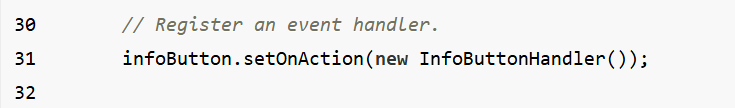 30 // Register an event handler.
31 infoButton.setOnAction(new InfoButtonHandler());
32